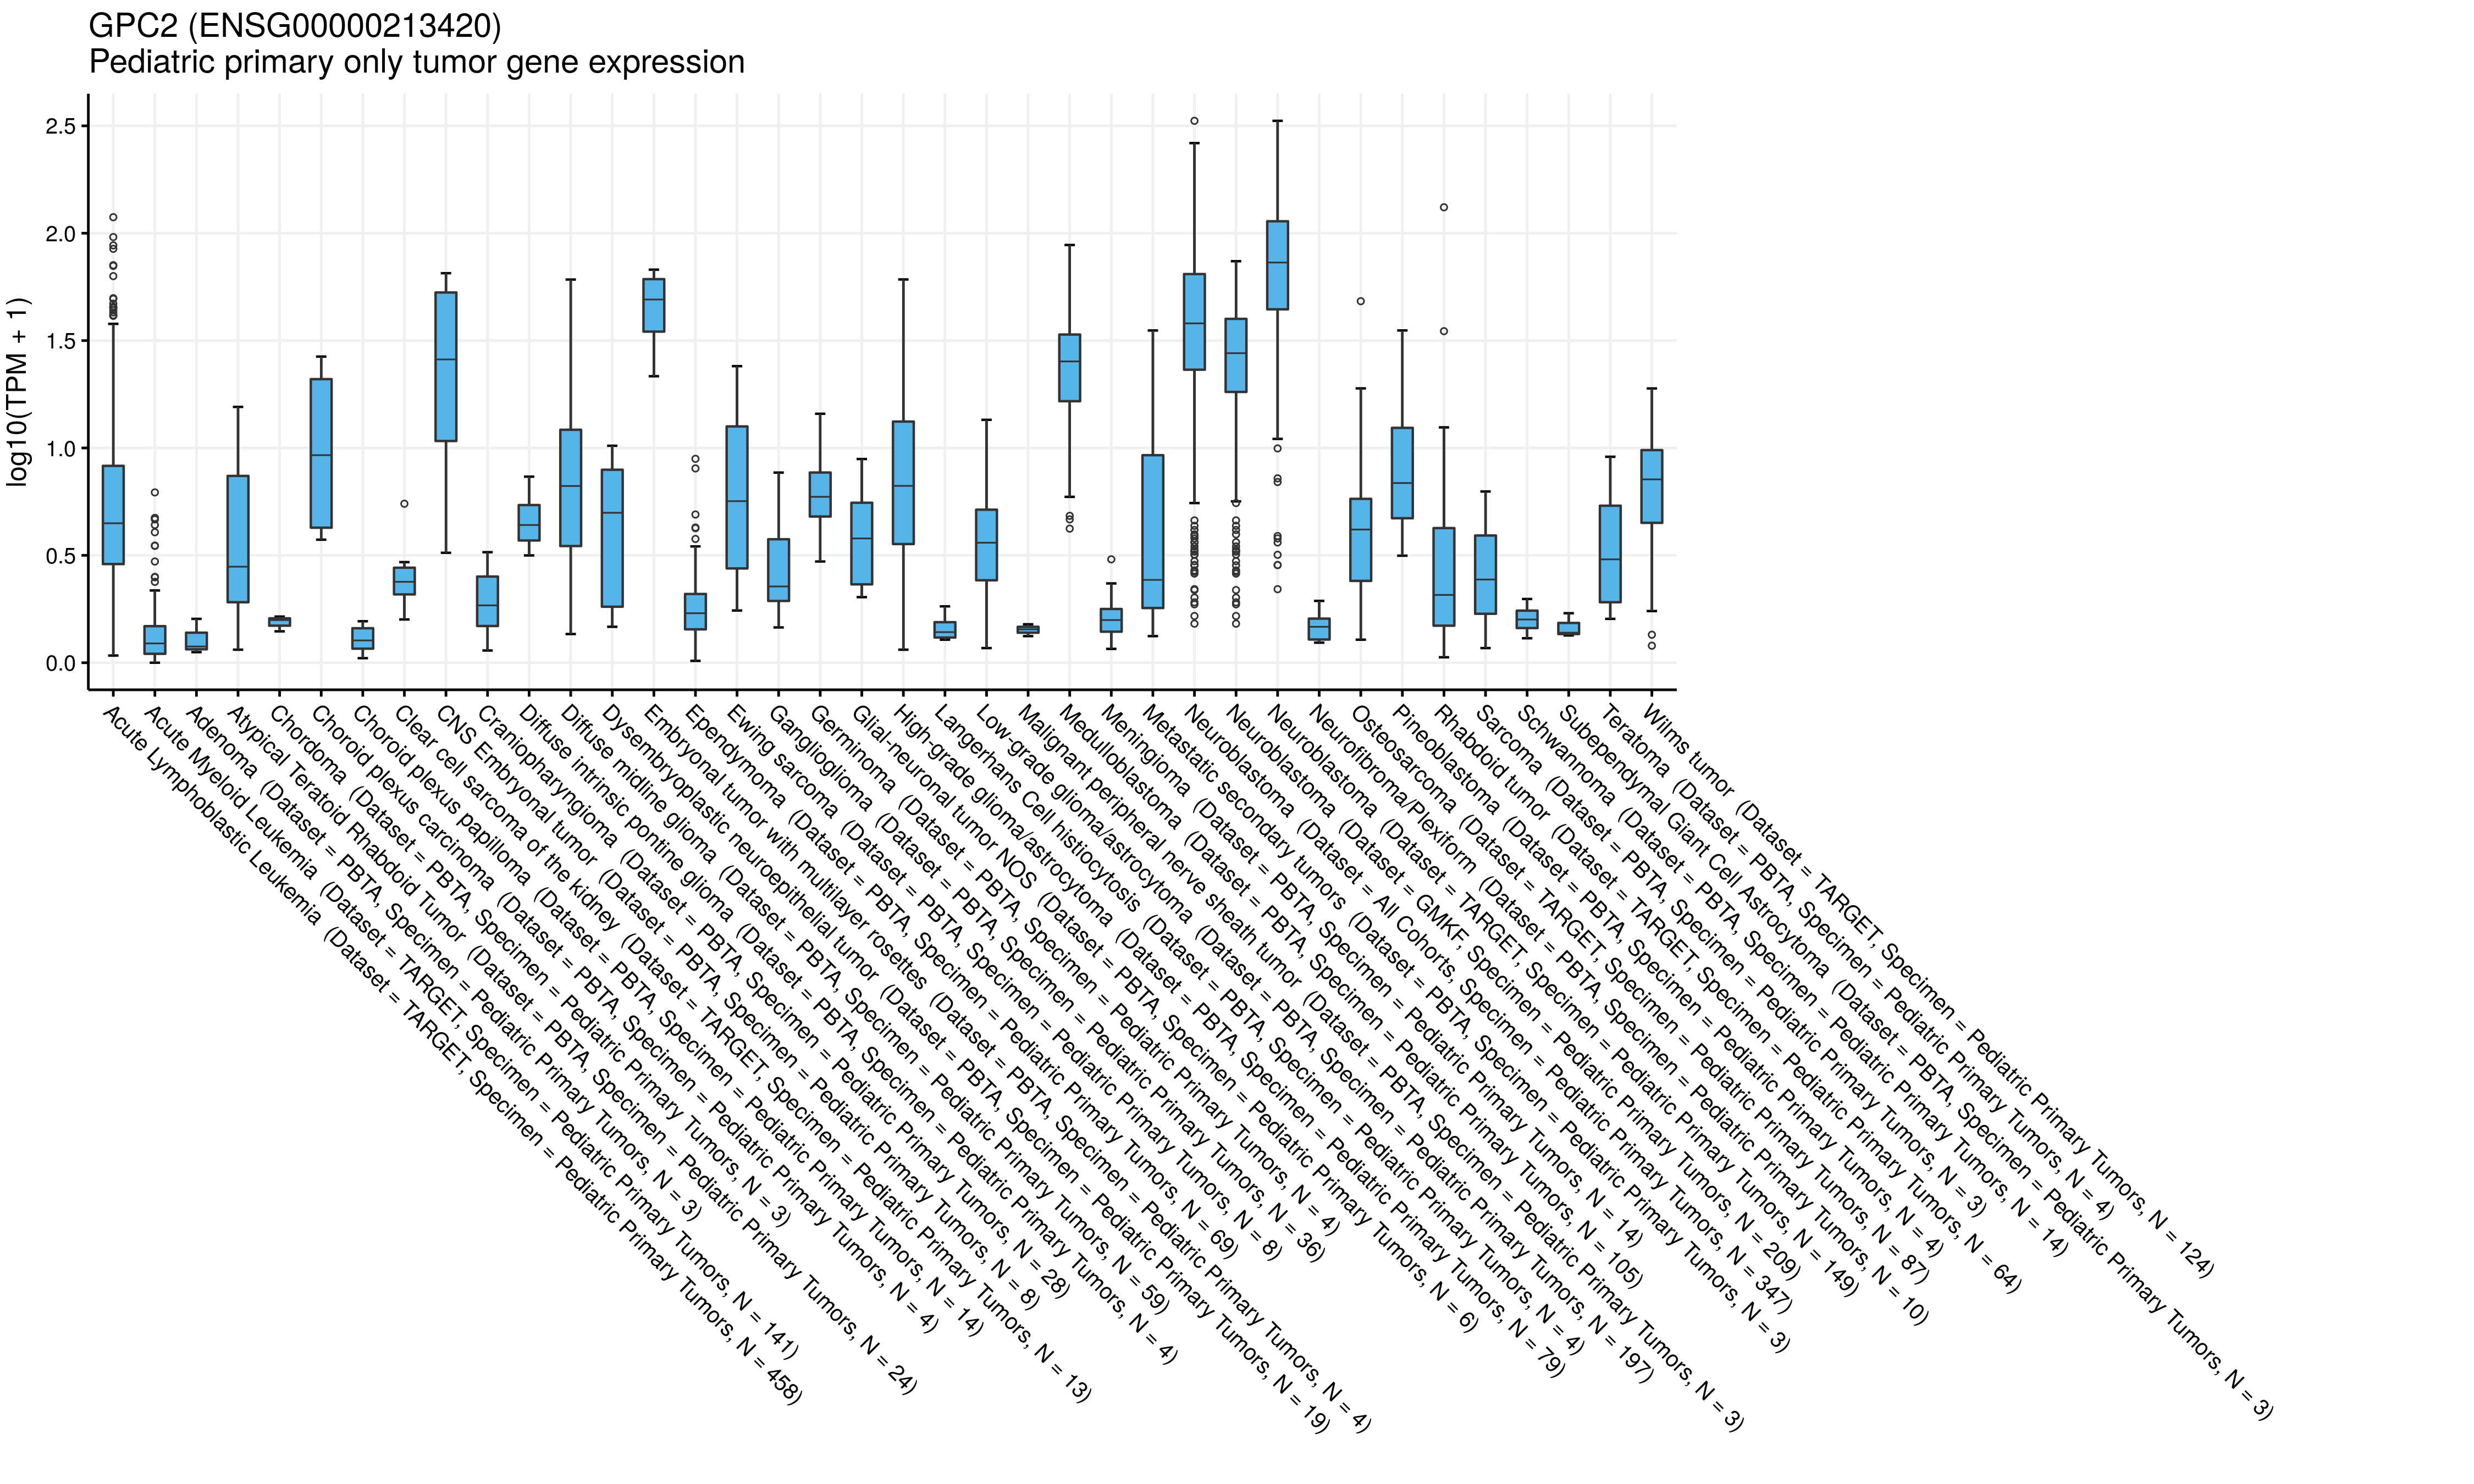 GPC2 (ENSG00000213420)
Pediatric primary only tumor gene expression
log10(TPM + 1)
2.5
2.0
1.5
1.0
0.5
0.0
Acute Lymphoblastic Leukemia (Dataset = TARGET, Specimen = Pediatric Primary Tumors, N = 458)
Acute Myeloid Leukemia (Dataset = TARGET, Specimen = Pediatric Primary Tumors, N = 141)
Adenoma (Dataset = PBTA, Specimen = Pediatric Primary Tumors, N = 3)
Atypical Teratoid Rhabdoid Tumor (Dataset = PBTA, Specimen = Pediatric Primary Tumors, N = 24)
Chordoma (Dataset = PBTA, Specimen = Pediatric Primary Tumors, N = 3)
Choroid plexus carcinoma (Dataset = PBTA, Specimen = Pediatric Primary Tumors, N = 4)
Choroid plexus papilloma (Dataset = PBTA, Specimen = Pediatric Primary Tumors, N = 14)
Clear cell sarcoma of the kidney (Dataset = TARGET, Specimen = Pediatric Primary Tumors, N = 13)
CNS Embryonal tumor (Dataset = PBTA, Specimen = Pediatric Primary Tumors, N = 8)
Craniopharyngioma (Dataset = PBTA, Specimen = Pediatric Primary Tumors, N = 28)
Diffuse intrinsic pontine glioma (Dataset = PBTA, Specimen = Pediatric Primary Tumors, N = 4)
Diffuse midline glioma (Dataset = PBTA, Specimen = Pediatric Primary Tumors, N = 59)
Dysembryoplastic neuroepithelial tumor (Dataset = PBTA, Specimen = Pediatric Primary Tumors, N = 19)
Embryonal tumor with multilayer rosettes (Dataset = PBTA, Specimen = Pediatric Primary Tumors, N = 4)
Ependymoma (Dataset = PBTA, Specimen = Pediatric Primary Tumors, N = 69)
Ewing sarcoma (Dataset = PBTA, Specimen = Pediatric Primary Tumors, N = 8)
Ganglioglioma (Dataset = PBTA, Specimen = Pediatric Primary Tumors, N = 36)
Germinoma (Dataset = PBTA, Specimen = Pediatric Primary Tumors, N = 4)
Glial-neuronal tumor NOS (Dataset = PBTA, Specimen = Pediatric Primary Tumors, N = 6)
High-grade glioma/astrocytoma (Dataset = PBTA, Specimen = Pediatric Primary Tumors, N = 79)
Langerhans Cell histiocytosis (Dataset = PBTA, Specimen = Pediatric Primary Tumors, N = 4)
Low-grade glioma/astrocytoma (Dataset = PBTA, Specimen = Pediatric Primary Tumors, N = 197)
Malignant peripheral nerve sheath tumor (Dataset = PBTA, Specimen = Pediatric Primary Tumors, N = 3)
Medulloblastoma (Dataset = PBTA, Specimen = Pediatric Primary Tumors, N = 105)
Meningioma (Dataset = PBTA, Specimen = Pediatric Primary Tumors, N = 14)
Metastatic secondary tumors (Dataset = PBTA, Specimen = Pediatric Primary Tumors, N = 3)
Neuroblastoma (Dataset = All Cohorts, Specimen = Pediatric Primary Tumors, N = 347)
Neuroblastoma (Dataset = GMKF, Specimen = Pediatric Primary Tumors, N = 209)
Neuroblastoma (Dataset = TARGET, Specimen = Pediatric Primary Tumors, N = 149)
Neurofibroma/Plexiform (Dataset = PBTA, Specimen = Pediatric Primary Tumors, N = 10)
Osteosarcoma (Dataset = TARGET, Specimen = Pediatric Primary Tumors, N = 87)
Pineoblastoma (Dataset = PBTA, Specimen = Pediatric Primary Tumors, N = 4)
Rhabdoid tumor (Dataset = TARGET, Specimen = Pediatric Primary Tumors, N = 64)
Sarcoma (Dataset = PBTA, Specimen = Pediatric Primary Tumors, N = 3)
Schwannoma (Dataset = PBTA, Specimen = Pediatric Primary Tumors, N = 14)
Subependymal Giant Cell Astrocytoma (Dataset = PBTA, Specimen = Pediatric Primary Tumors, N = 3)
Teratoma (Dataset = PBTA, Specimen = Pediatric Primary Tumors, N = 4)
Wilms tumor (Dataset = TARGET, Specimen = Pediatric Primary Tumors, N = 124)